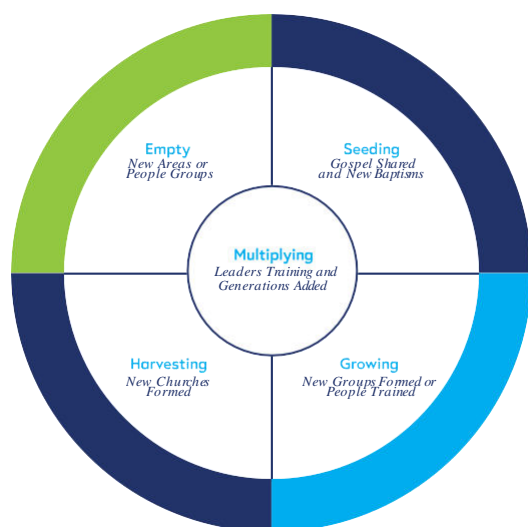 Empty
New Areas or
People Groups
Seeding
Gospel Shared
and New Baptisms
Multiplying
Leaders Training and
Generations Added
Harvesting
New Churches
Formed
Growing
New Groups Formed or
People Trained